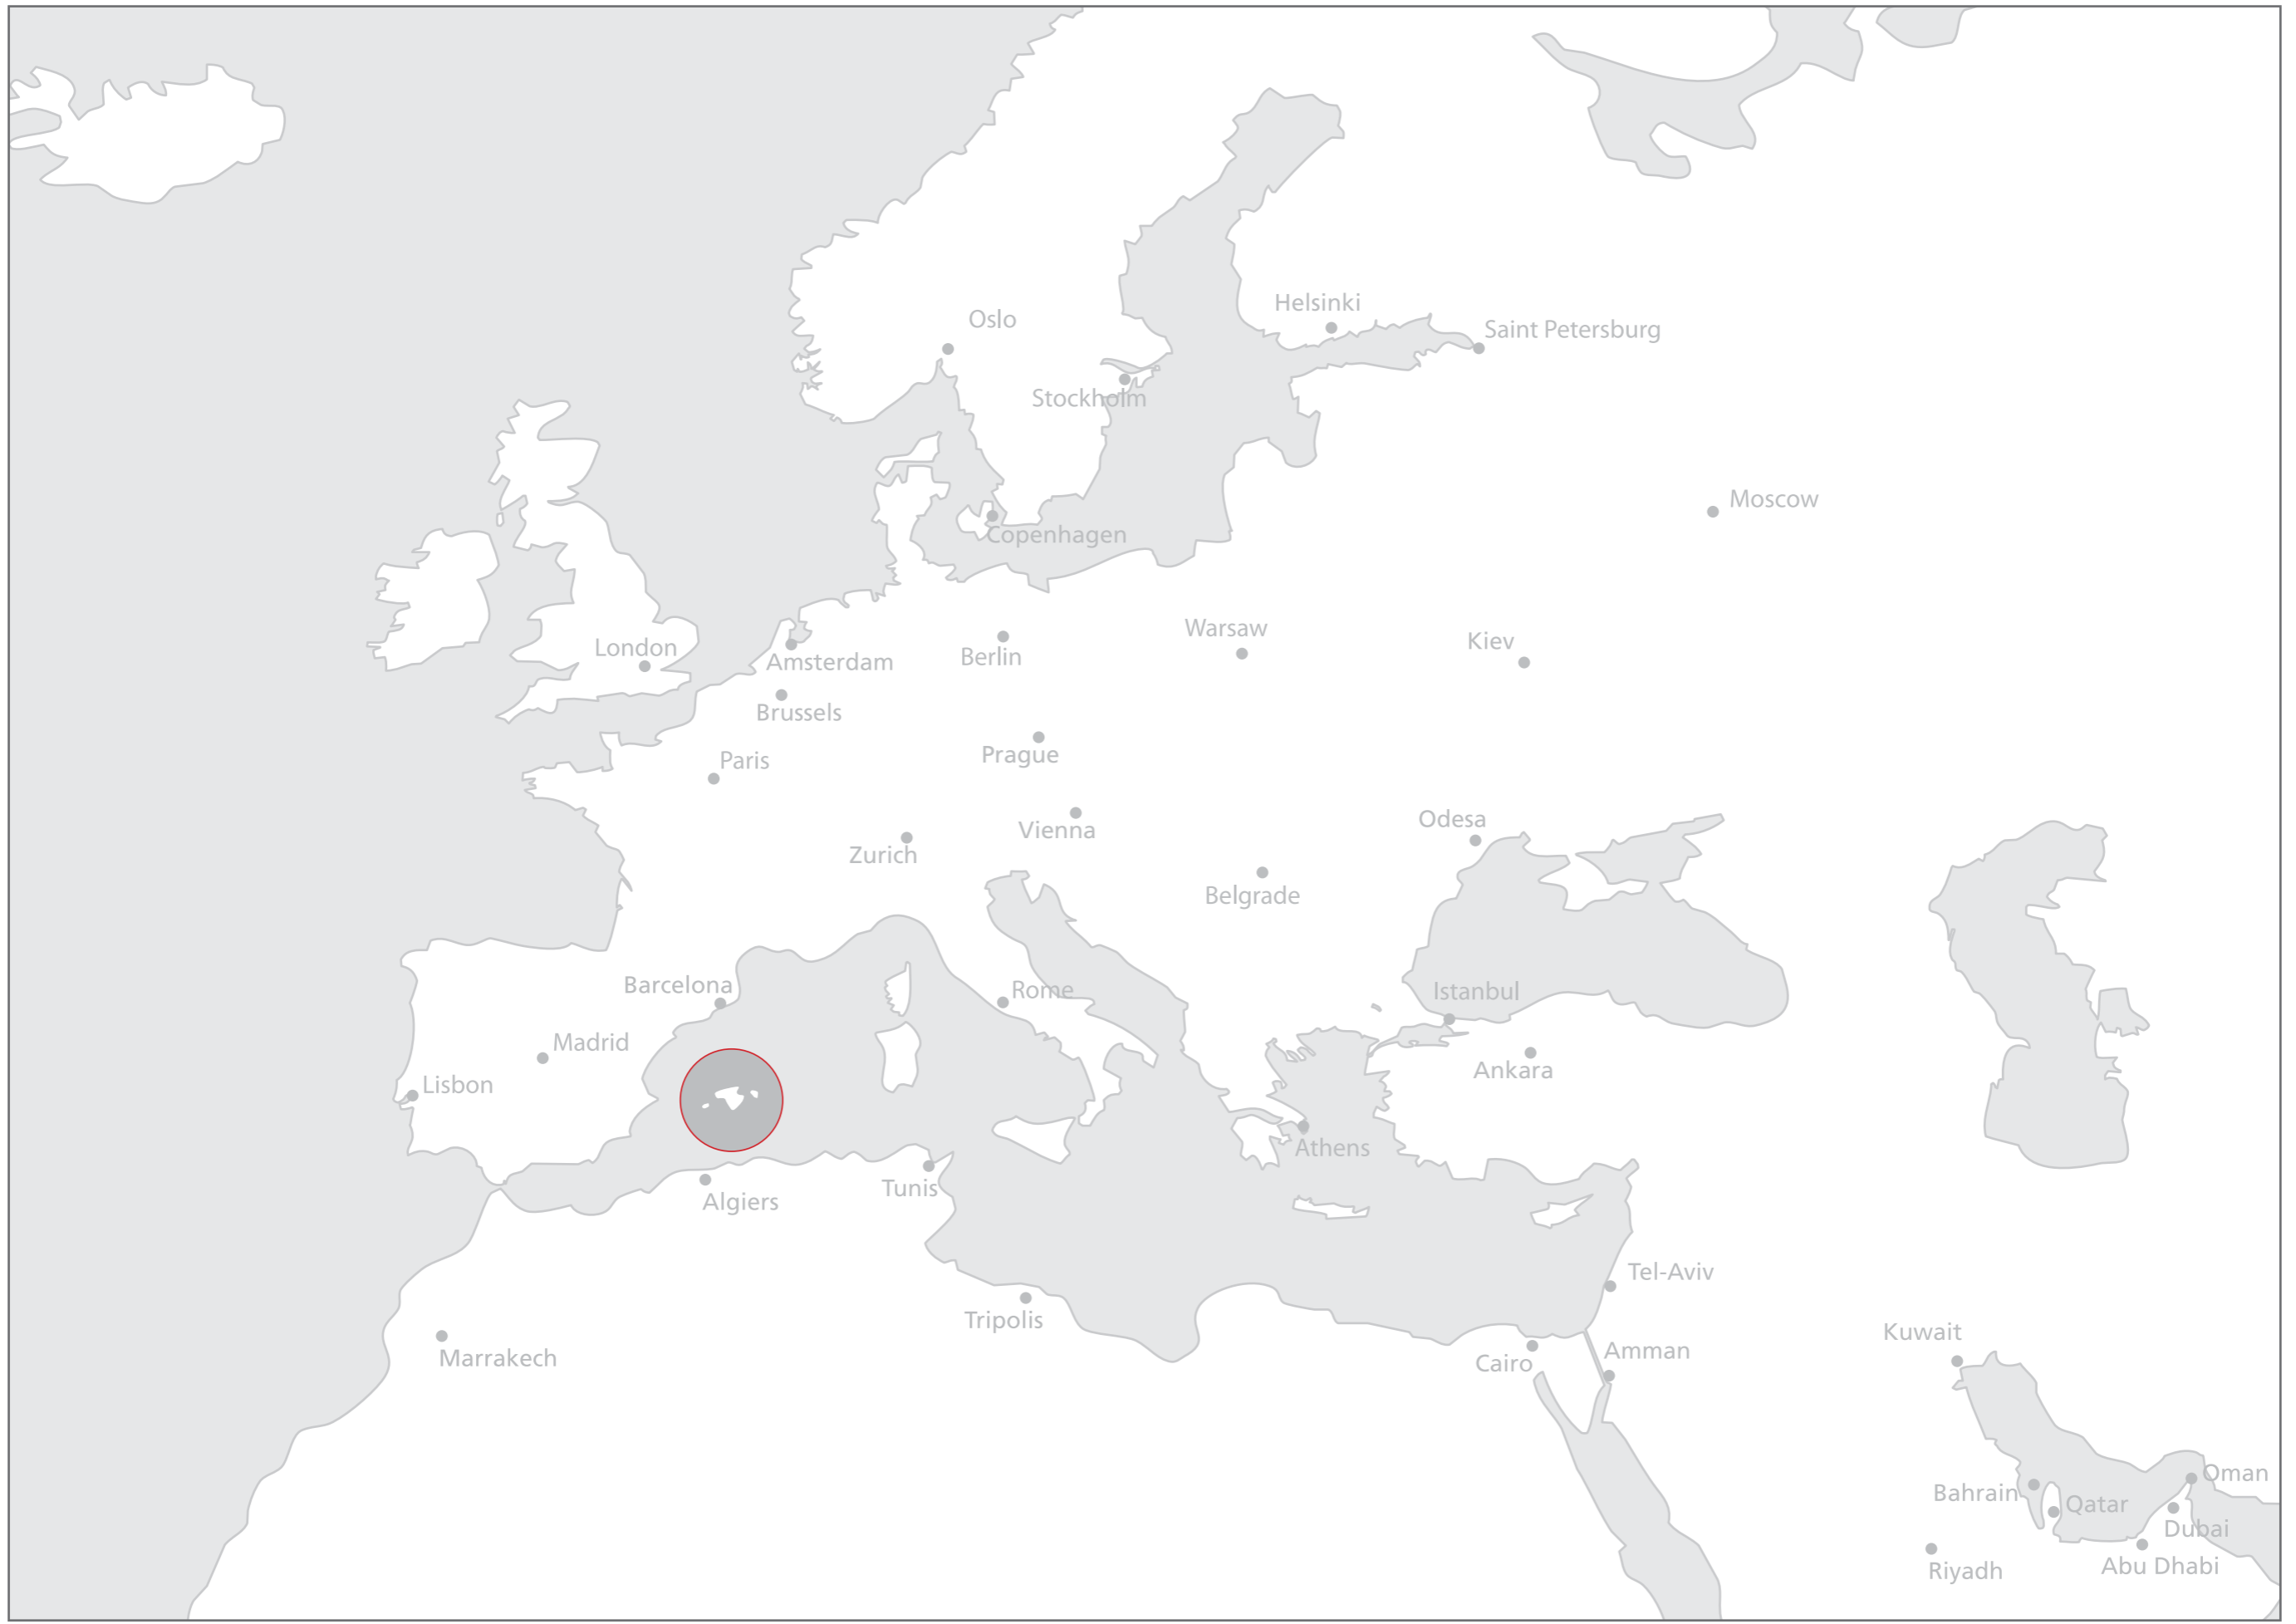 Helsinki
Oslo
Saint Petersburg
Stockholm
Moscow
Copenhagen
Warsaw
Kiev
London
Berlin
Amsterdam
Brussels
Prague
Paris
Odesa
Vienna
Zurich
Belgrade
Barcelona
Rome
Istanbul
Madrid
Ankara
Lisbon
Athens
Tunis
Algiers
Tel-Aviv
Tripolis
Kuwait
Amman
Marrakech
Cairo
Oman
Bahrain
Qatar
Dubai
Abu Dhabi
Riyadh